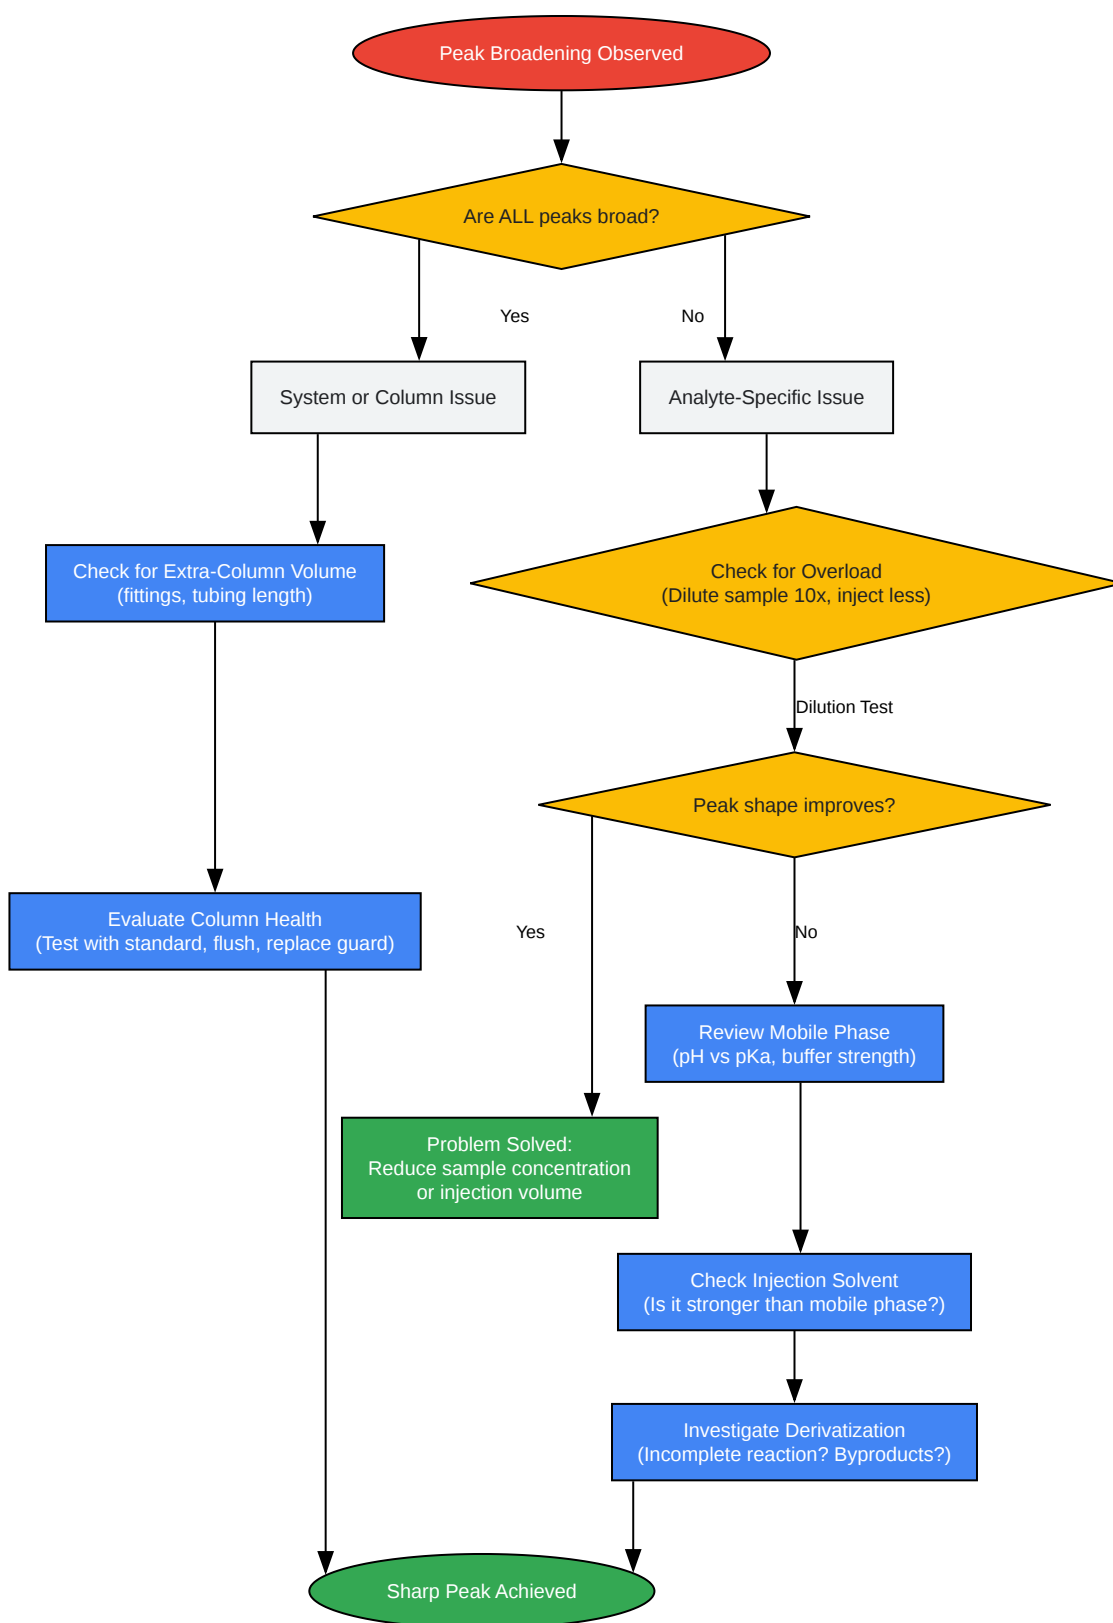 Peak Broadening Observed
Are ALL peaks broad?
Yes
No
System or Column Issue
Analyte-Specific Issue
Check for Extra-Column Volume
(fittings, tubing length)
Check for Overload
(Dilute sample 10x, inject less)
Dilution Test
Peak shape improves?
Evaluate Column Health
(Test with standard, flush, replace guard)
Yes
No
Review Mobile Phase
(pH vs pKa, buffer strength)
Problem Solved:
Reduce sample concentration
or injection volume
Check Injection Solvent
(Is it stronger than mobile phase?)
Investigate Derivatization
(Incomplete reaction? Byproducts?)
Sharp Peak Achieved